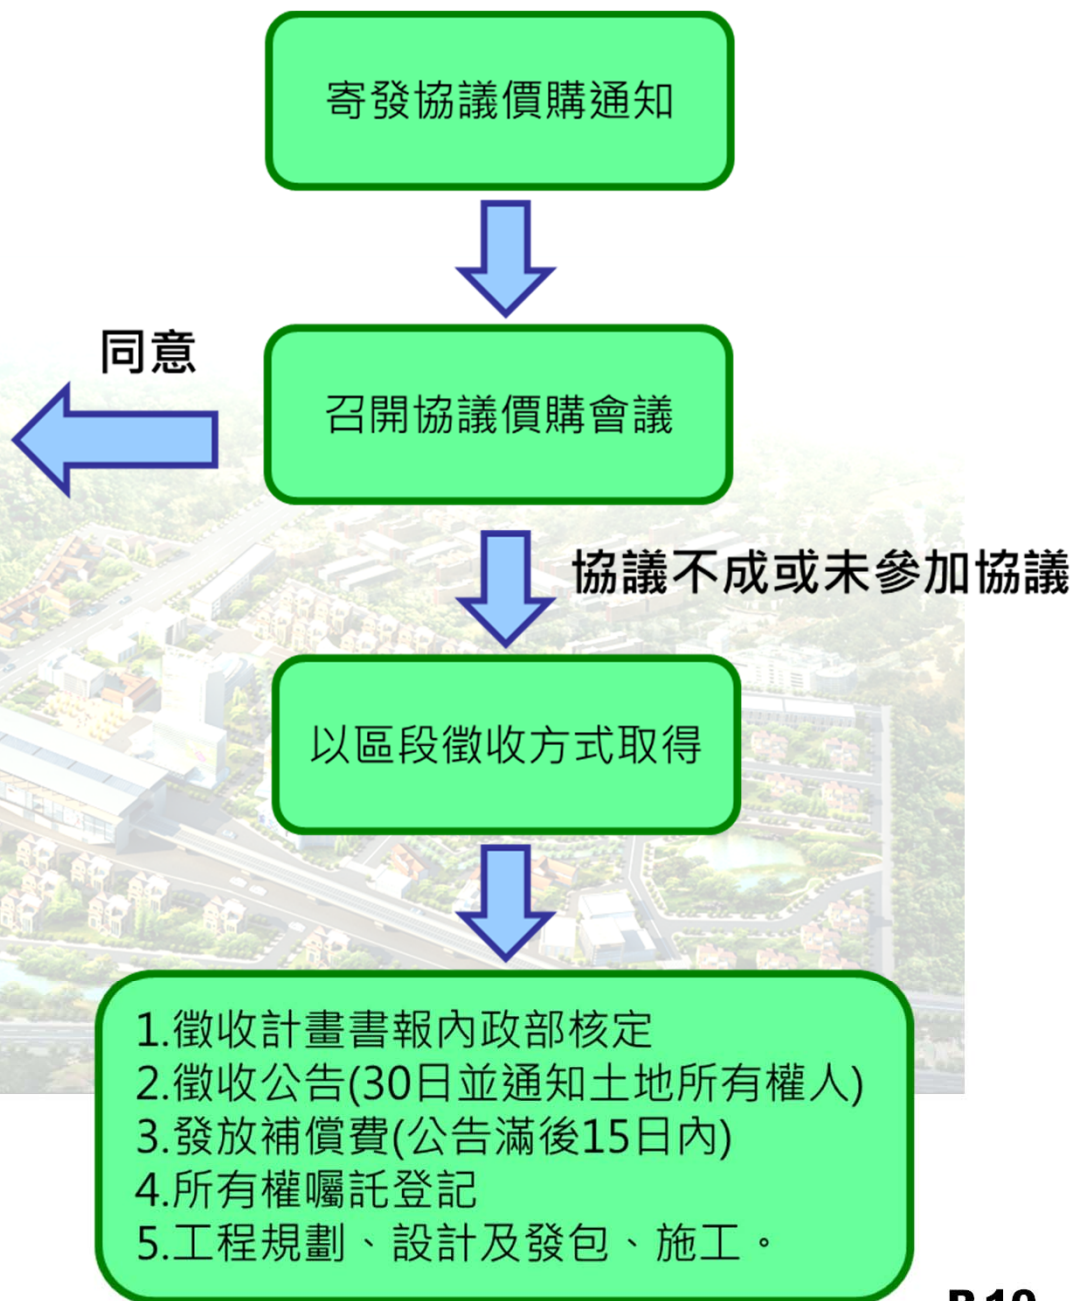 寄發協議價購通知
同意
召開協議價購會議
協議不成或未參加協議
以區段徵收方式取得
1.徵收計畫書報內政部核定
2.徵收公告(30日並通知土地所有權人)
3.發放補償費(公告滿後15日內)
4.所有權囑託登記
5.工程規劃、設計及發包、施工。